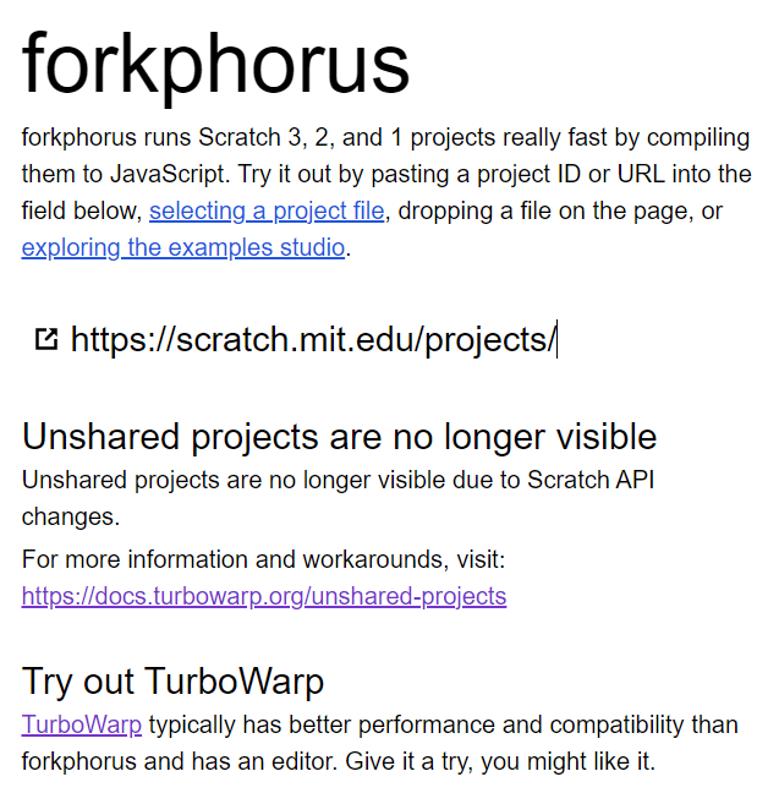 forkphorus
forkphorus runs Scratch 3, 2, and 1 projects really fast by compiling
them to JavaScript. Try it out by pasting a project ID or URL into the
field below, selecting a project file, dropping a file on the page, or
exploring the examples studio.
https://scratch.mit.edu/projects/
Unshared projects are no longer visible
Unshared projects are no longer visible due to Scratch API
changes.
For more information and workarounds, visit:
https://docs.turbowarp.org/unshared-projects
Try out TurboWarp
TurboWarp typically has better performance and compatibility than
forkphorus and has an editor. Give it a try, you might like it.